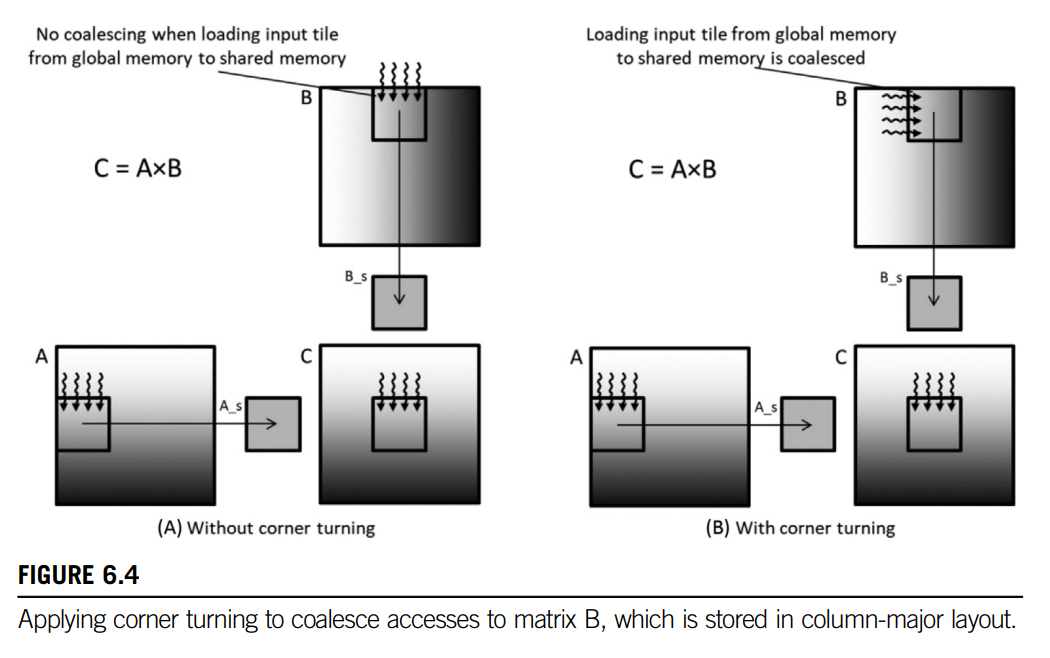 No coalescing when loading input tile
from global memory to shared memory
B
C = A×B
B_s
A
A_s
C
(A) Without corner turning
Loading input tile from global memory
to shared memory is coalesced
B
C = A×B
B_s
A
A_s
C
(B) With corner turning
FIGURE 6.4
Applying corner turning to coalesce accesses to matrix B, which is stored in column-major layout.